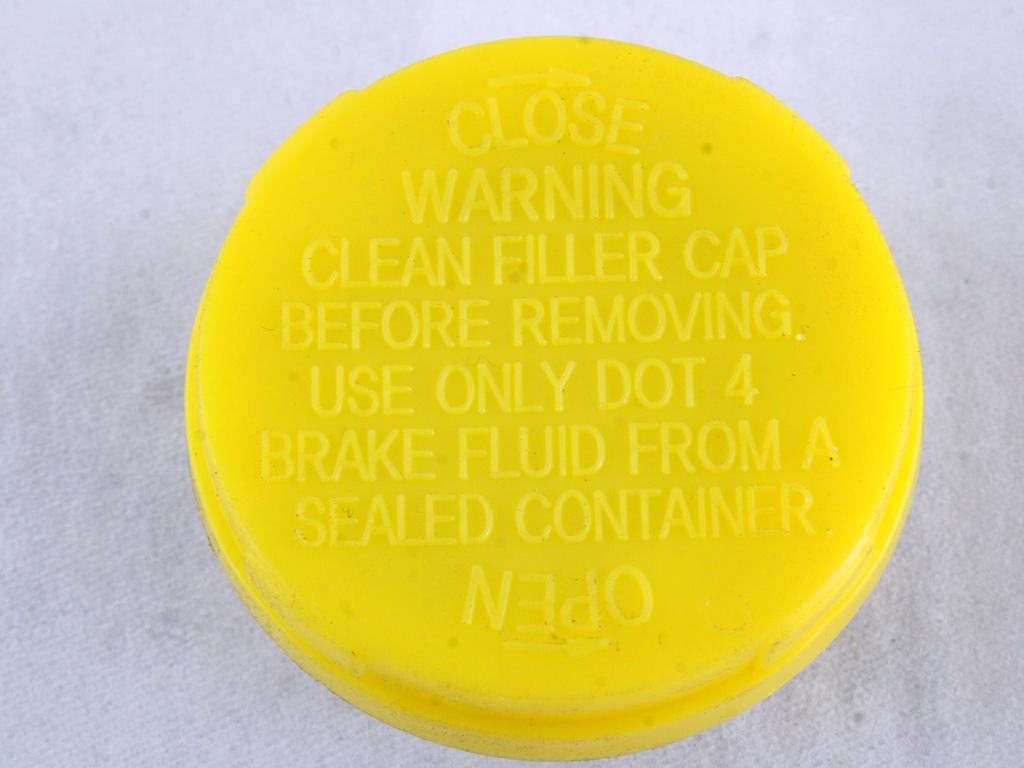 CLOSE
WARNING
CLEAN FILLER CAP
BEFORE REMOVING.
USE ONLY DOT 4
BRAKE FLUID FROM A
SEALED CONTAINER.
OPEN